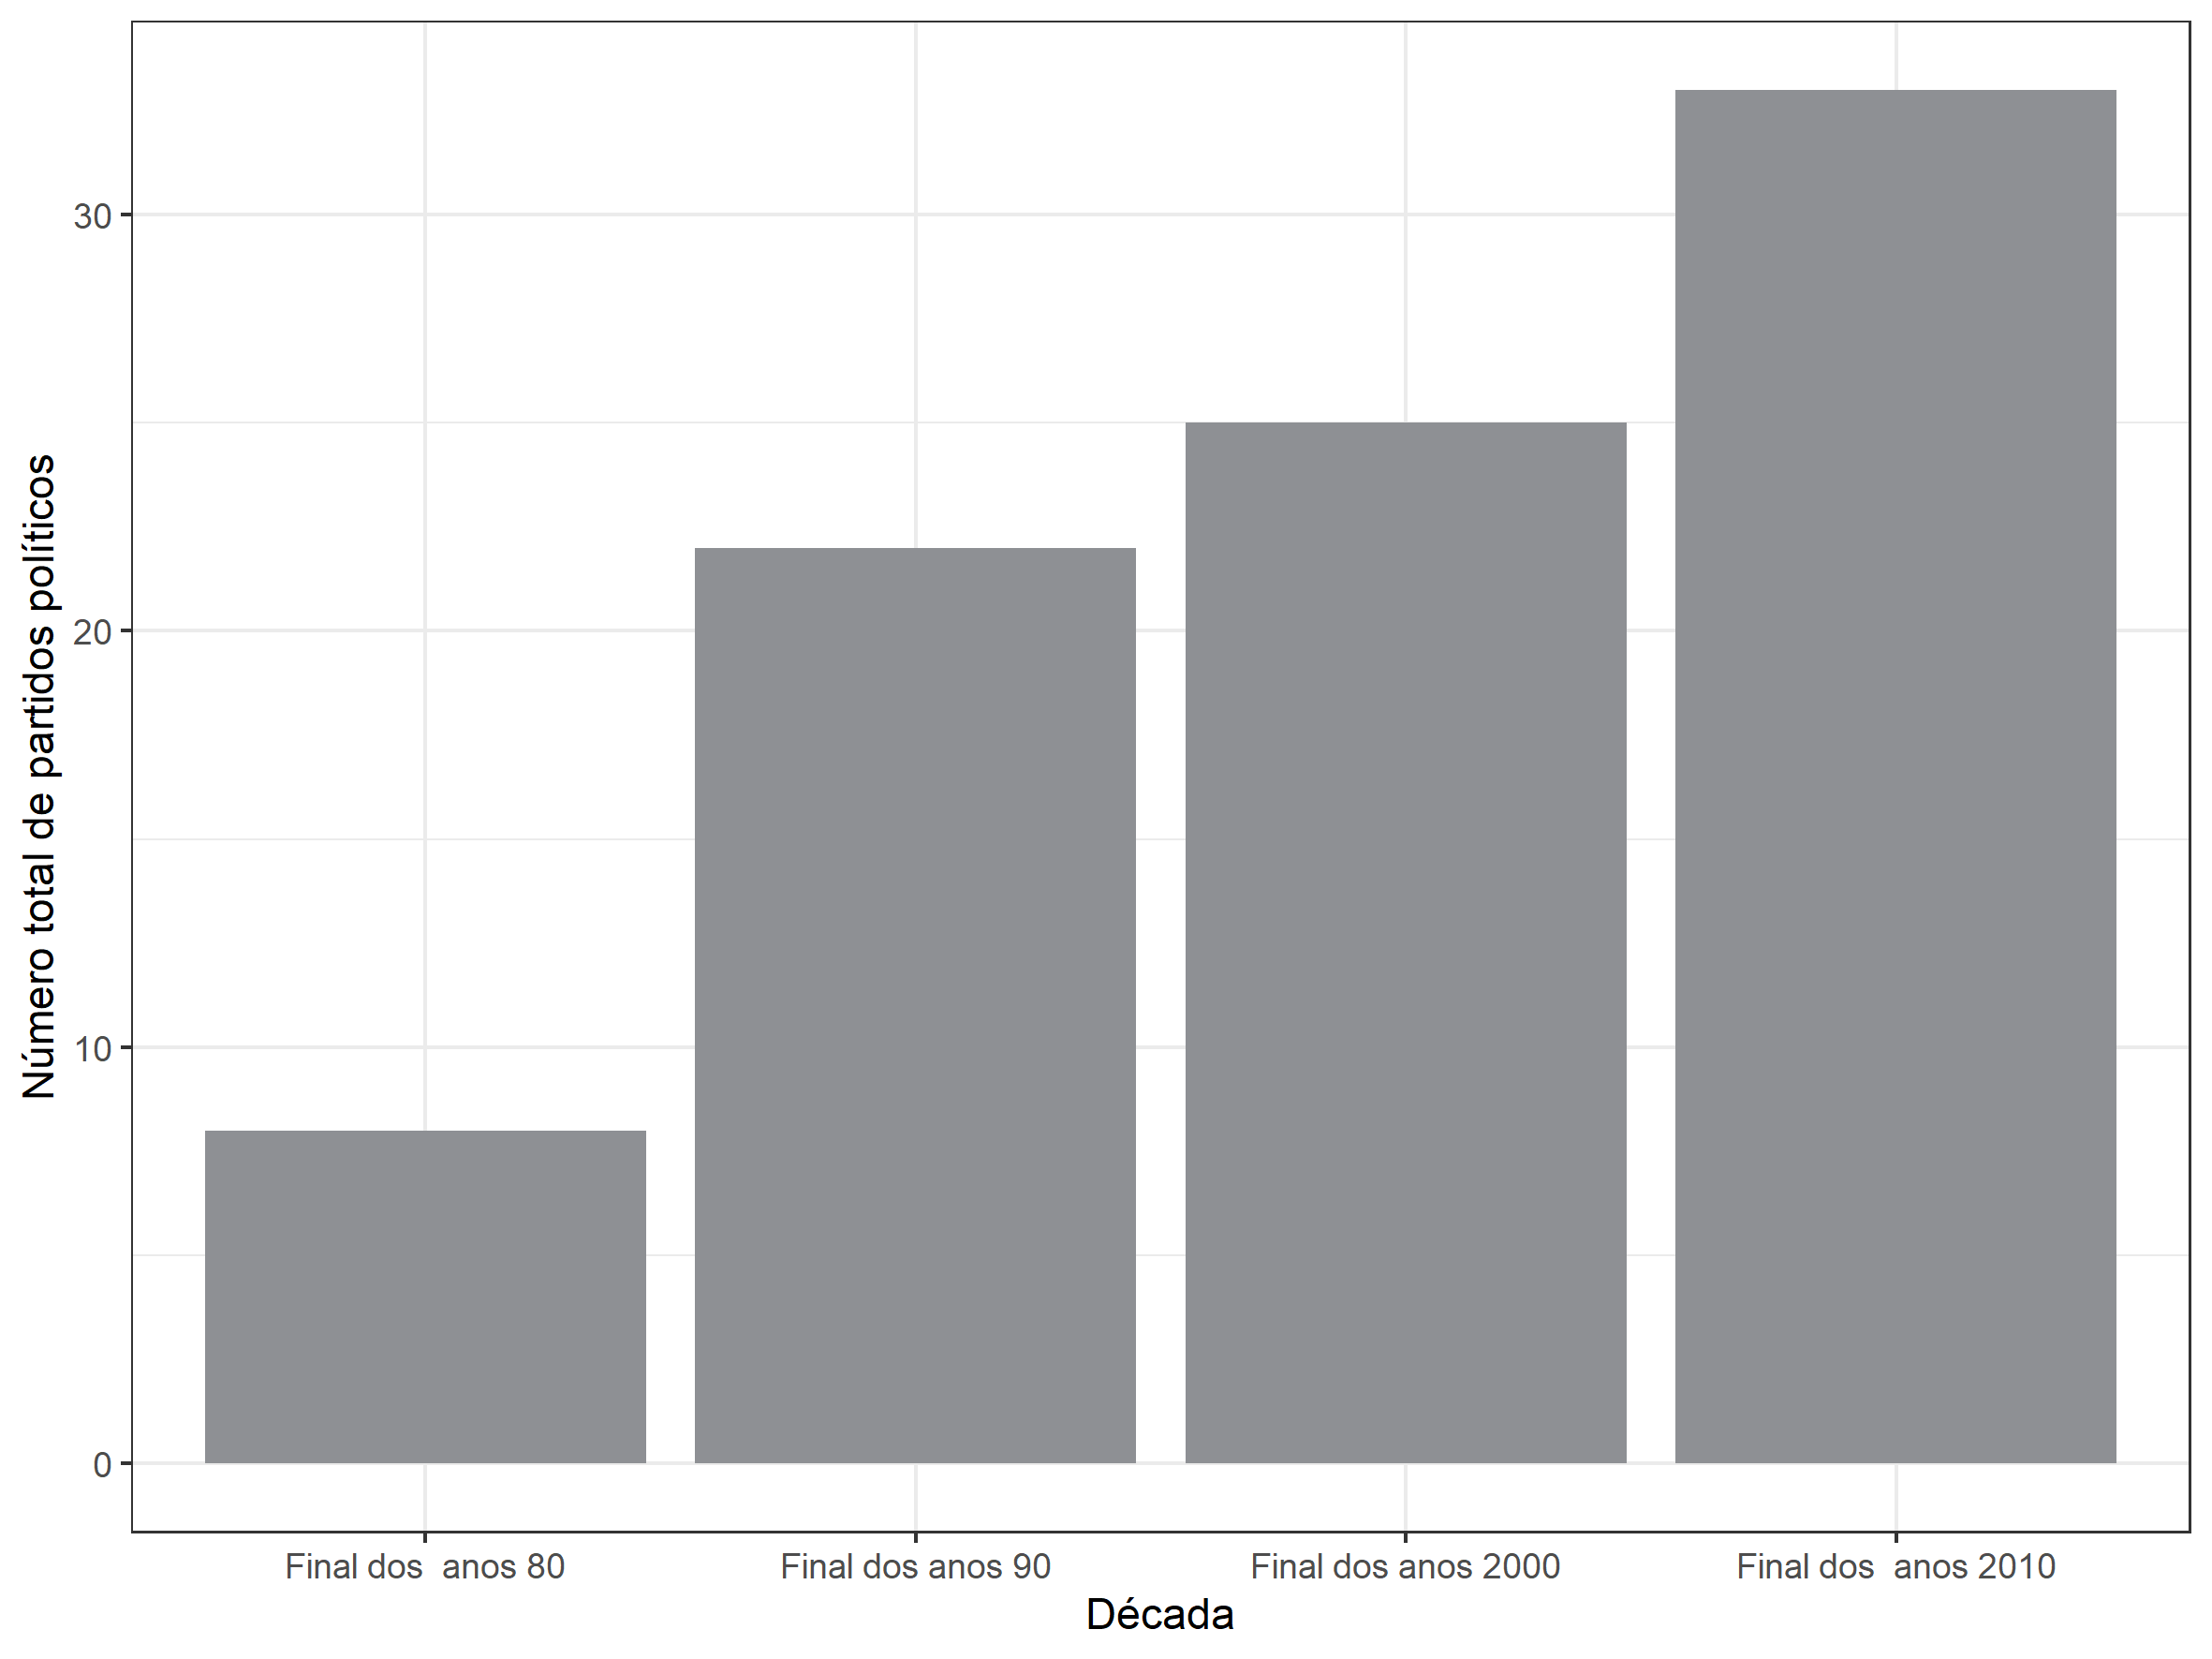 Número total de partidos políticos
30
20
10
0
Final dos  anos 80
Final dos anos 90
Final dos anos 2000
Final dos  anos 2010
Década